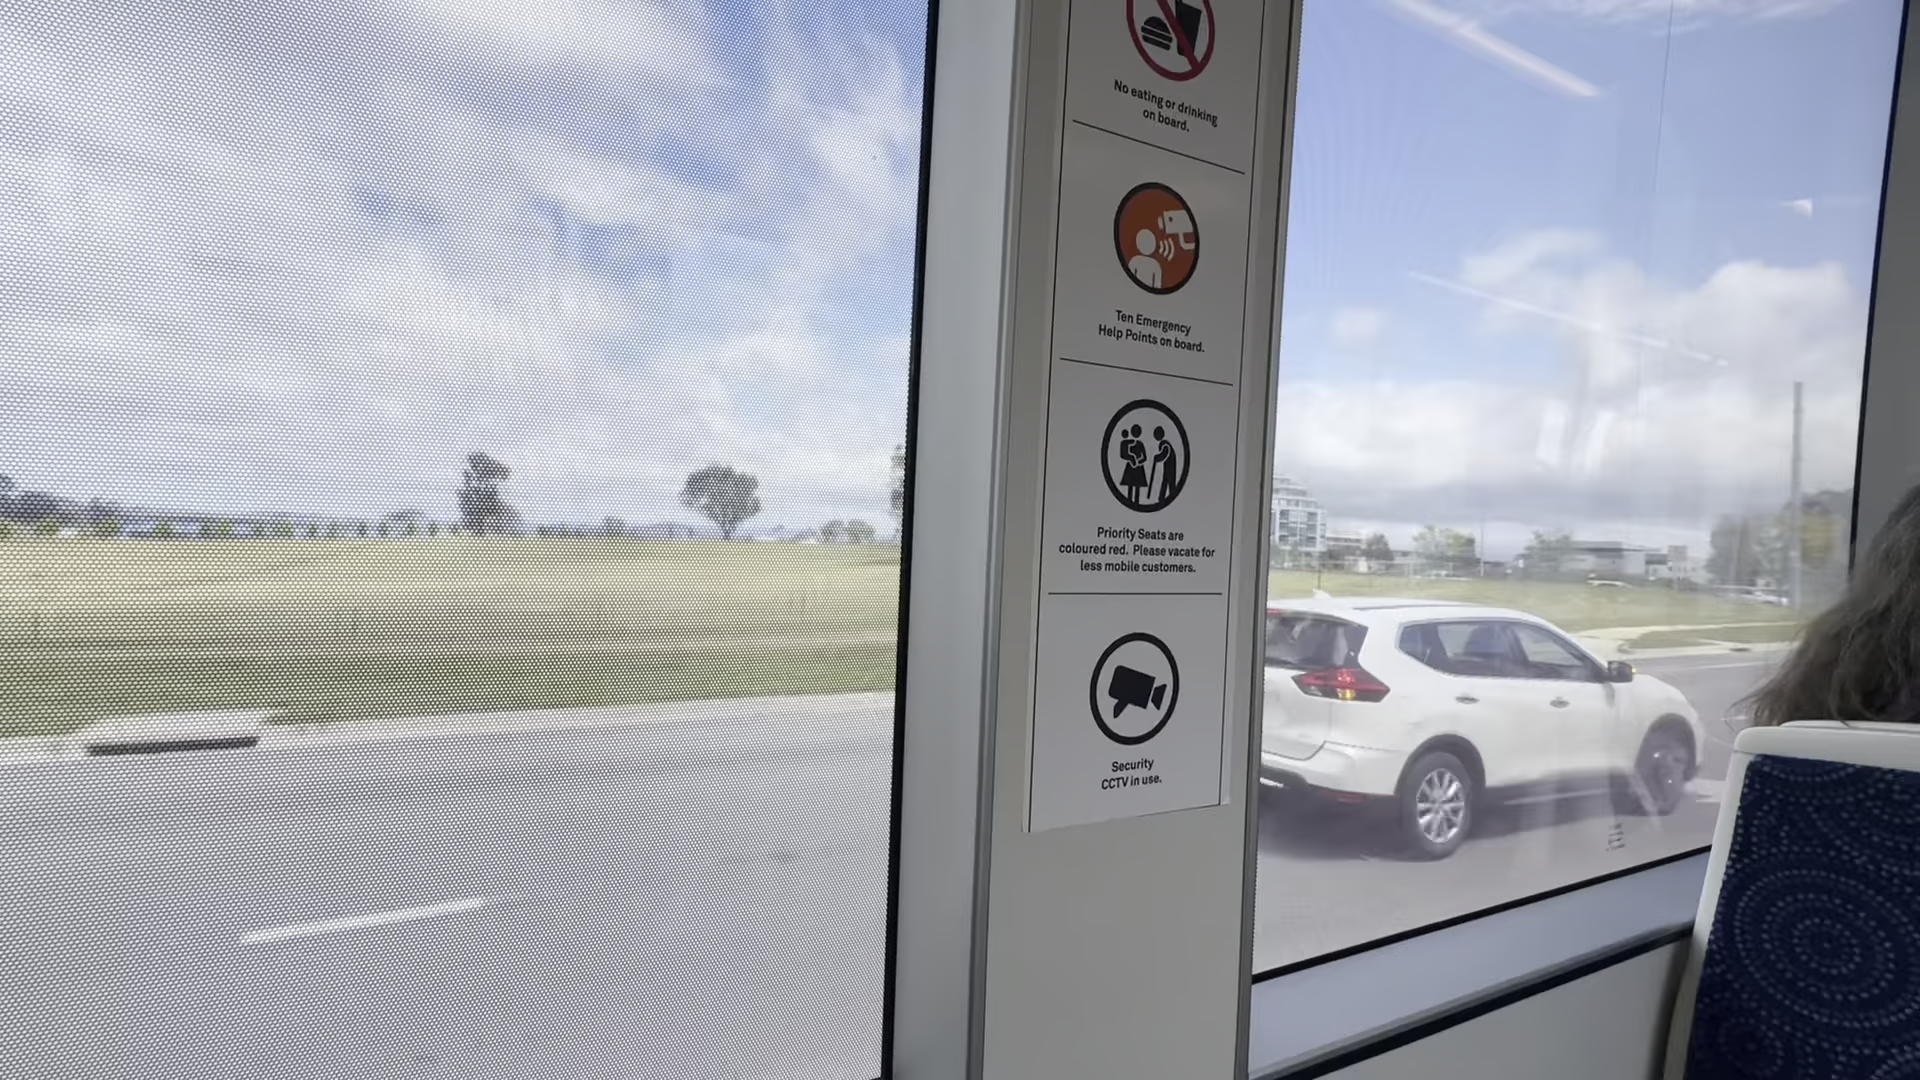 No eating or drinking
on board.
Ten Emergency
Help Points on board.
Priority Seats are
coloured red. Please vacate for
less mobile customers.
Security
CCTV in use.